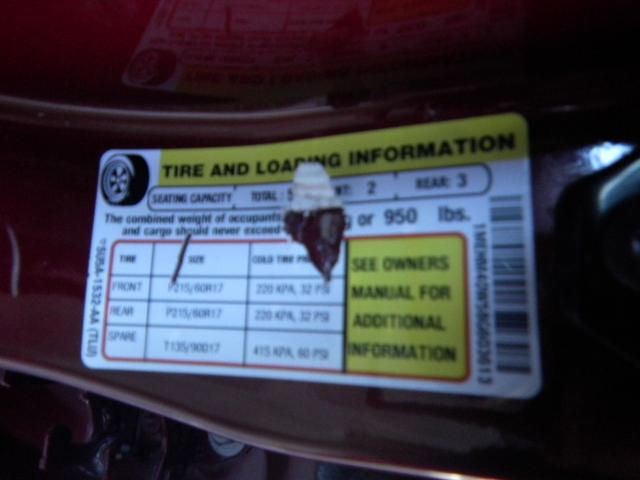 TIRE AND LOADING INFORMATION
SEATING CAPACITY TOTAL: 5 2 REAR: 3
The combined weight of occupants or 950 lbs.
and cargo should never exceed
TIRE SIZE COLD TIRE
FRONT P215/60R17 220 KPA, 32 PSI
REAR P215/60R17 220 KPA, 32 PSI
SPARE T135/90D17 415 KPA, 60 PSI
SEE OWNERS
MANUAL FOR
ADDITIONAL
INFORMATION